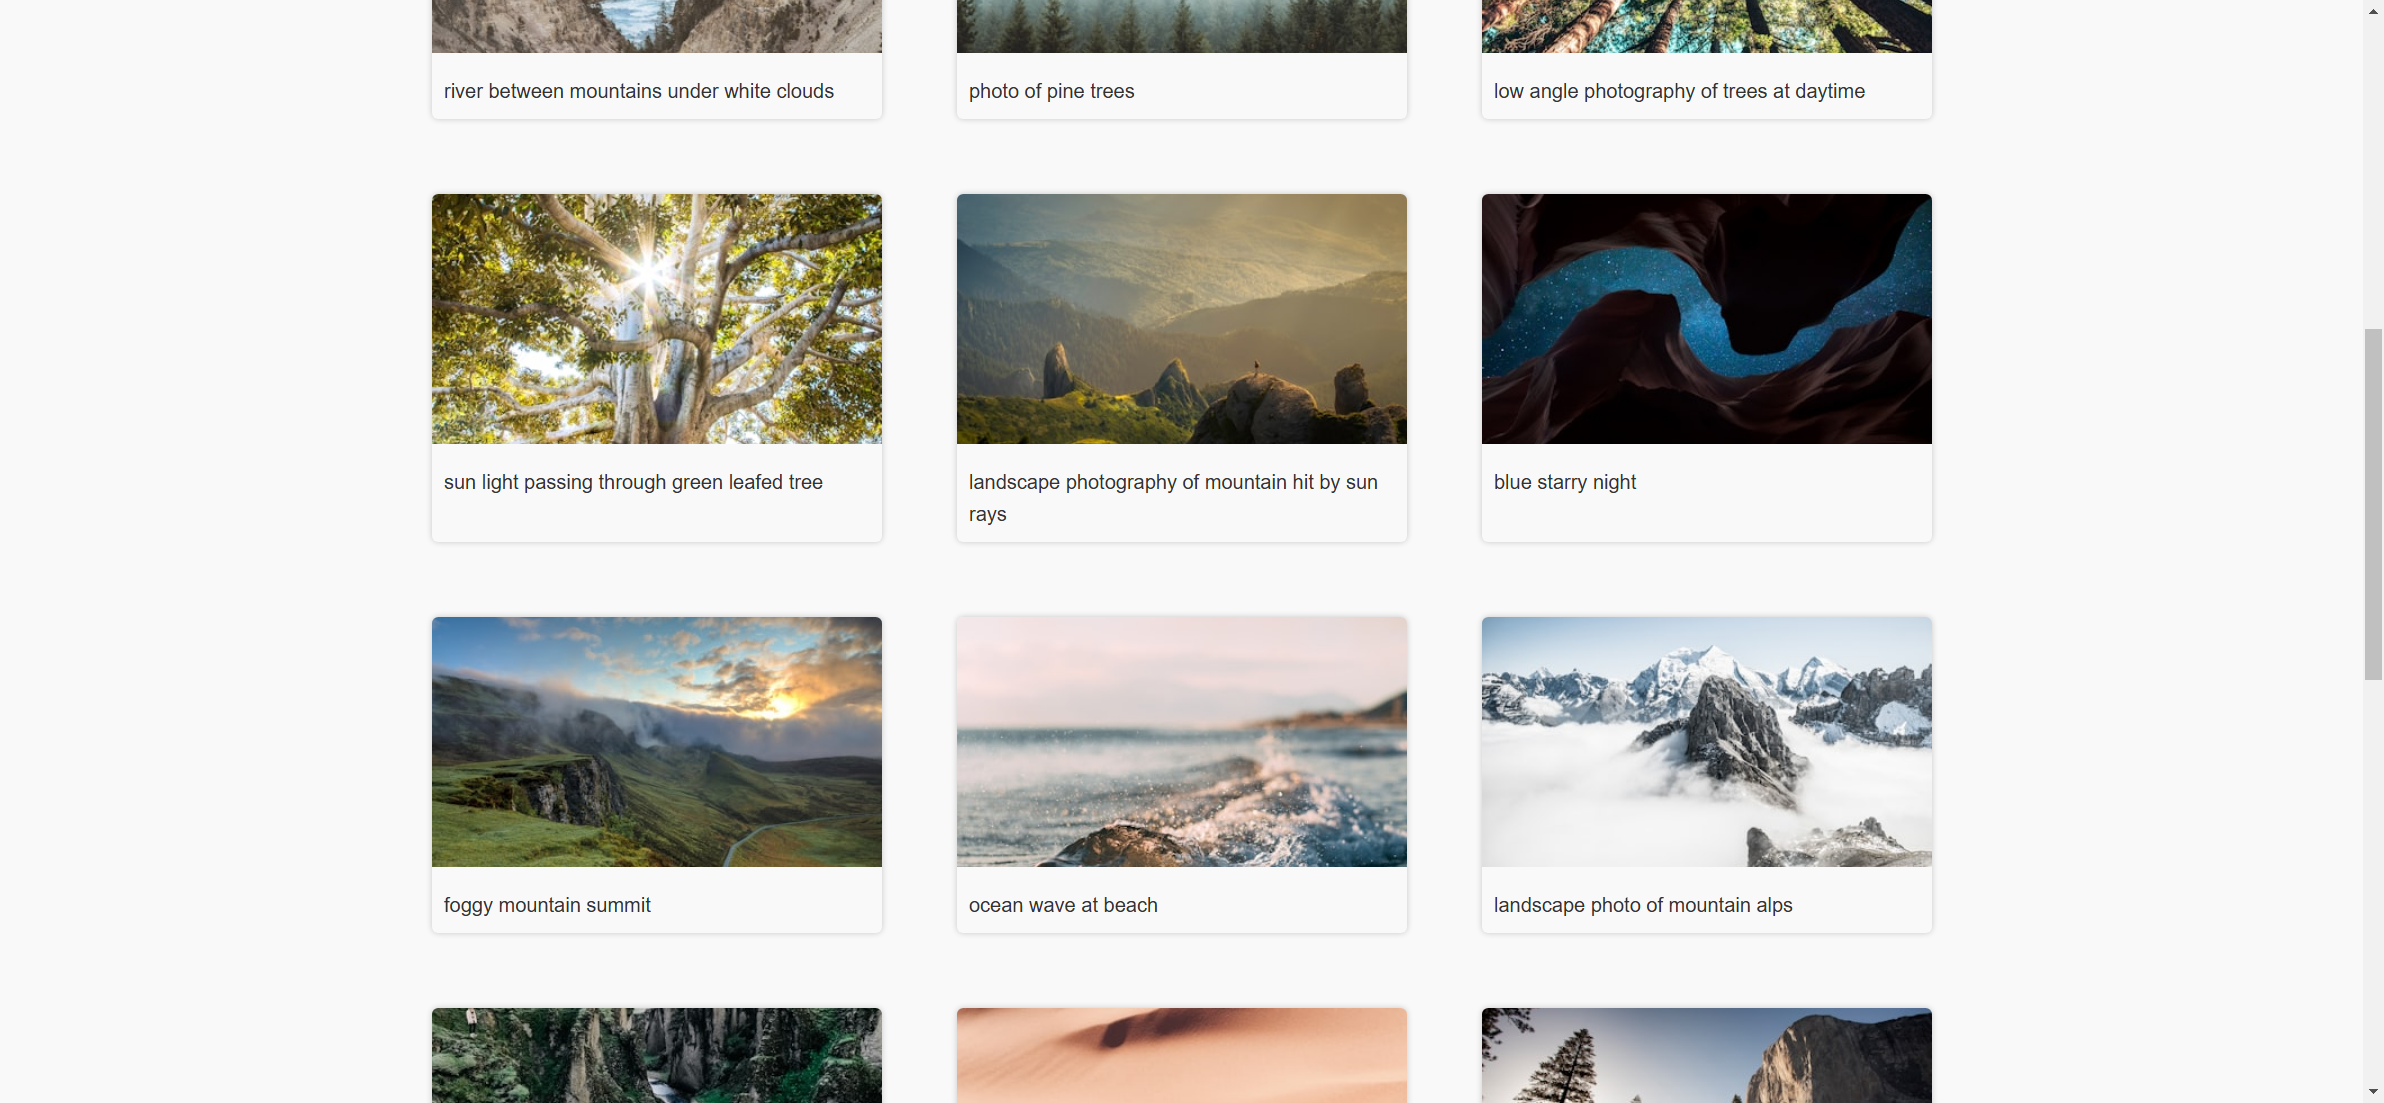 river between mountains under white clouds
photo of pine trees
low angle photography of trees at daytime
sun light passing through green leafed tree
landscape photography of mountain hit by sun
rays
blue starry night
foggy mountain summit
ocean wave at beach
landscape photo of mountain alps